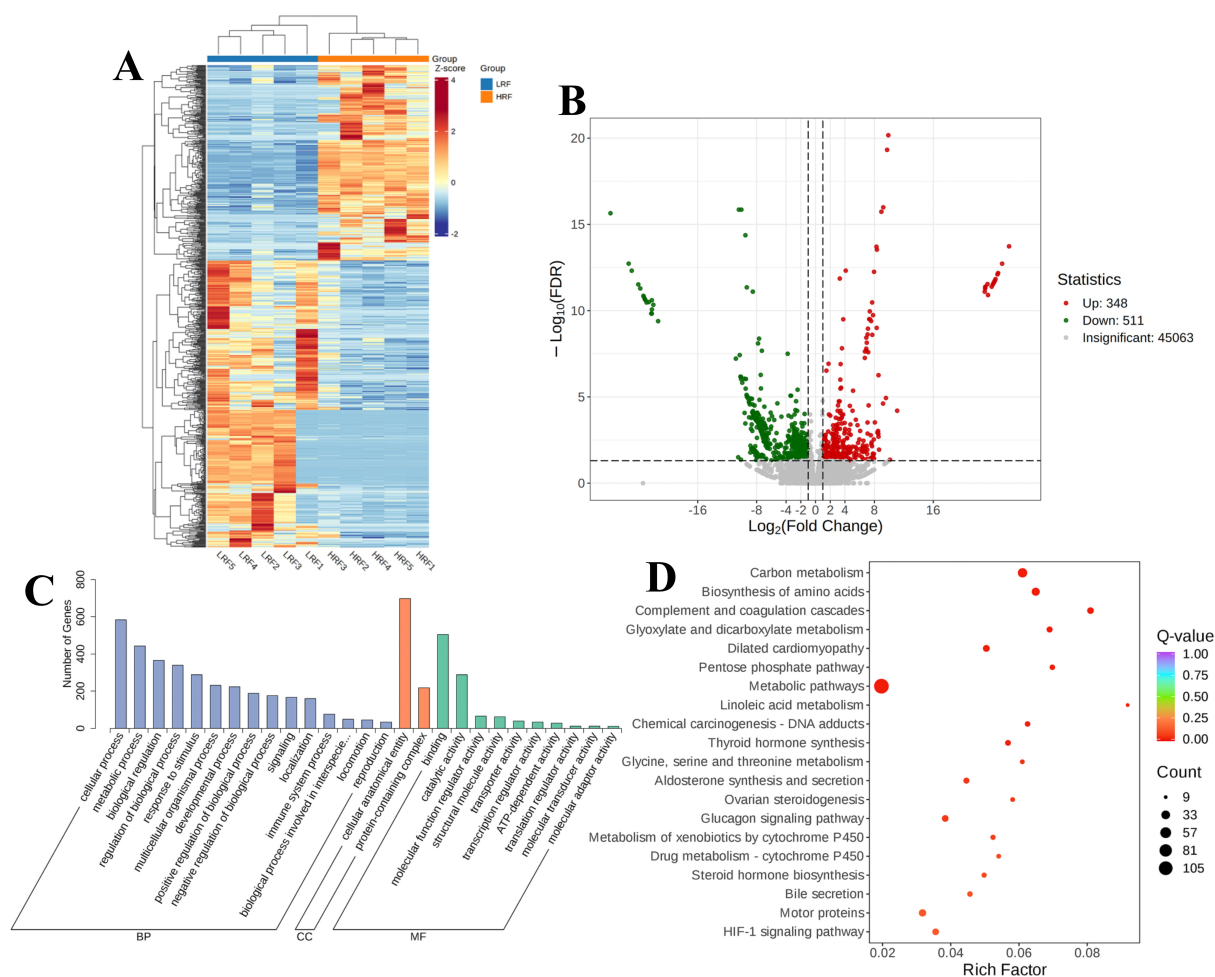 A
Group
Z-score
4
2
0
-2
Group
LRF
HRF
LRF5
LRF4
LRF2
LRF3
LRF1
HRF3
HRF2
HRF4
HRF5
HRF1
B
20
15
10
5
0
− Log10(FDR)
-16
-8
-4
-2
0
2
4
8
16
Log2(Fold Change)
Statistics
Up: 348
Down: 511
Insignificant: 45063
C
Number of Genes
800
600
400
200
0
cellular process
metabolic process
biological regulation
regulation of biological process
response to stimulus
multicellular organismal process
developmental process
positive regulation of biological process
negative regulation of biological process
signaling
localization
immune system process
biological process involved in interspecie...
locomotion
reproduction
cellular anatomical entity
protein-containing complex
binding
catalytic activity
molecular function regulator activity
structural molecule activity
transporter activity
transcription regulator activity
ATP-dependent activity
translation regulator activity
molecular transducer activity
molecular adaptor activity
BP
CC
MF
D
Carbon metabolism
Biosynthesis of amino acids
Complement and coagulation cascades
Glyoxylate and dicarboxylate metabolism
Dilated cardiomyopathy
Pentose phosphate pathway
Metabolic pathways
Linoleic acid metabolism
Chemical carcinogenesis - DNA adducts
Thyroid hormone synthesis
Glycine, serine and threonine metabolism
Aldosterone synthesis and secretion
Ovarian steroidogenesis
Glucagon signaling pathway
Metabolism of xenobiotics by cytochrome P450
Drug metabolism - cytochrome P450
Steroid hormone biosynthesis
Bile secretion
Motor proteins
HIF-1 signaling pathway
0.02
0.04
0.06
0.08
Rich Factor
Q-value
1.00
0.75
0.50
0.25
0.00
Count
9
33
57
81
105